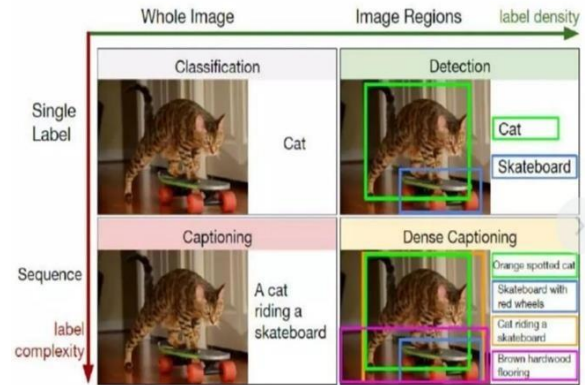 Whole Image
Image Regions
label density
Classification
Detection
Single
Label
Cat
Cat
Skateboard
Captioning
Dense Captioning
Sequence
label
complexity
A cat
riding a
skateboard
Orange spotted cat
Skateboard with
red wheels
Cat riding a
skateboard
Brown hardwood
flooring